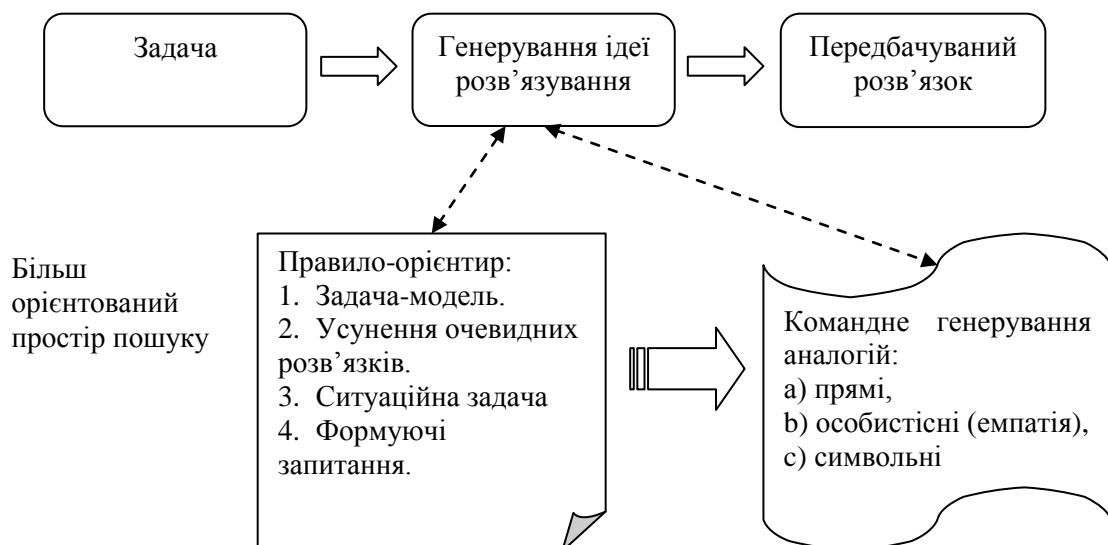 Задача
Генерування ідеї
розв’язування
Передбачуваний
розв’язок
Більш
орієнтований
простір пошуку
Правило-орієнтир:
1. Задача-модель.
2. Усунення очевидних
розв’язків.
3. Ситуаційна задача
4. Формуючі
запитання.
Командне генерування
аналогій:
a) прямі,
b) особистісні (емпатія),
c) символьні